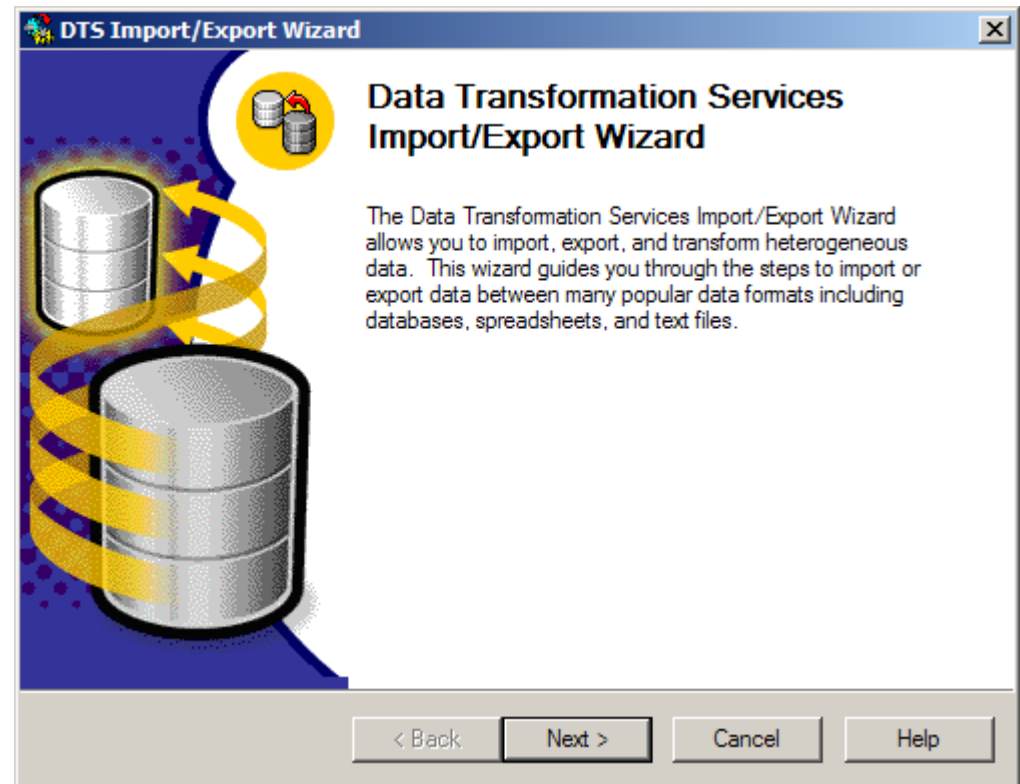 DTS Import/Export Wizard
Data Transformation Services
Import/Export Wizard
The Data Transformation Services Import/Export Wizard
allows you to import, export, and transform heterogeneous
data.  This wizard guides you through the steps to import or
export data between many popular data formats including
databases, spreadsheets, and text files.
< Back
Next >
Cancel
Help